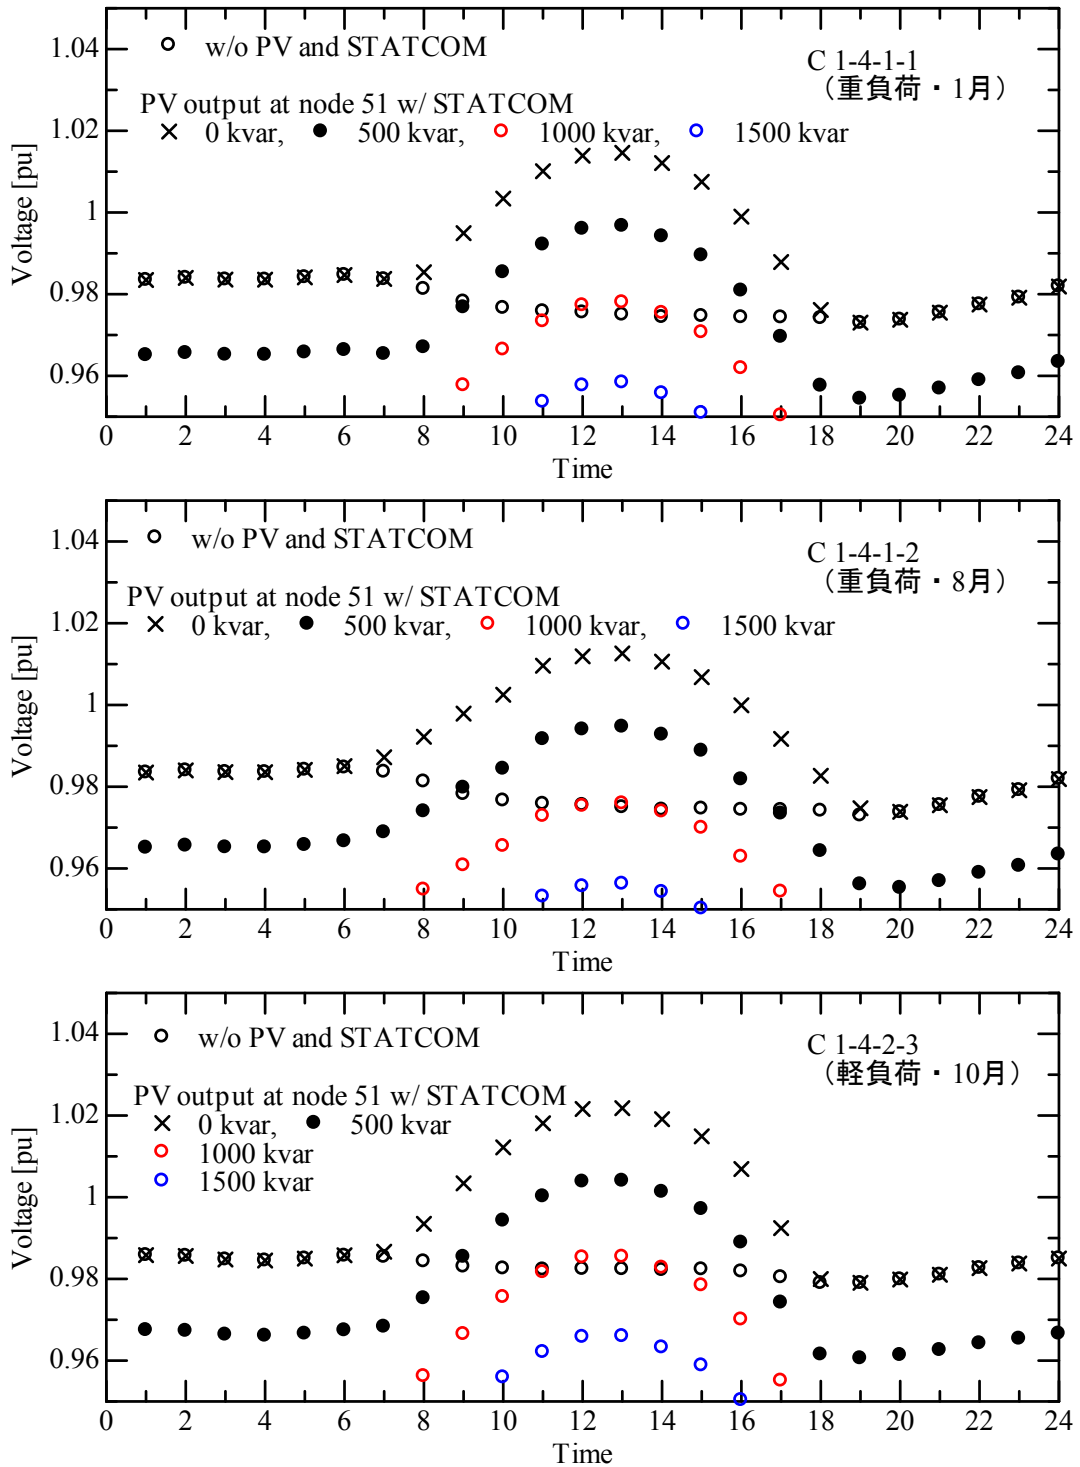 1.04
w/o PV and STATCOM
C 1-4-1-1
（重負荷・1月）
PV output at node 51 w/ STATCOM
1.02
0 kvar, 500 kvar, 1000 kvar, 1500 kvar
1
0.98
0.96
Voltage [pu]
0 2 4 6 8 10 12 14 16 18 20 22 24
Time
1.04
w/o PV and STATCOM
C 1-4-1-2
（重負荷・8月）
PV output at node 51 w/ STATCOM
1.02
0 kvar, 500 kvar, 1000 kvar, 1500 kvar
1
0.98
0.96
Voltage [pu]
0 2 4 6 8 10 12 14 16 18 20 22 24
Time
1.04
w/o PV and STATCOM
C 1-4-2-3
（軽負荷・10月）
PV output at node 51 w/ STATCOM
1.02
0 kvar, 500 kvar
1000 kvar
1500 kvar
1
0.98
0.96
Voltage [pu]
0 2 4 6 8 10 12 14 16 18 20 22 24
Time